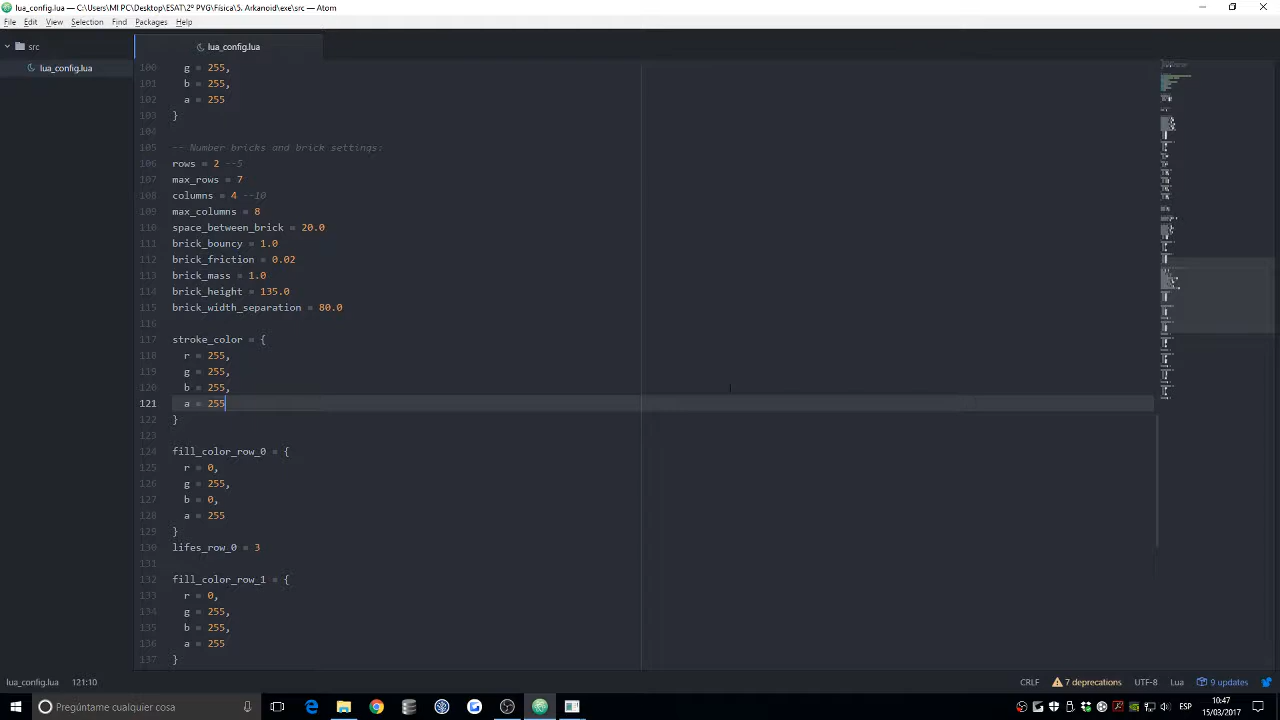 lua_config.lua — C:\Users\MI PC\Desktop\ESAT\2º PVG\Física\5. Arkanoid\exe\src — Atom
File Edit View Selection Find Packages Help
src
lua_config.lua
lua_config.lua
100 g = 255,
101 b = 255,
102 a = 255
103 }
104
105 -- Number bricks and brick settings:
106 rows = 2 --5
107 max_rows = 7
108 columns = 4 --10
109 max_columns = 8
110 space_between_brick = 20.0
111 brick_bouncy = 1.0
112 brick_friction = 0.02
113 brick_mass = 1.0
114 brick_height = 135.0
115 brick_width_separation = 80.0
116
117 stroke_color = {
118 r = 255,
119 g = 255,
120 b = 255,
121 a = 255
122 }
123
124 fill_color_row_0 = {
125 r = 0,
126 g = 255,
127 b = 0,
128 a = 255
129 }
130 lifes_row_0 = 3
131
132 fill_color_row_1 = {
133 r = 0,
134 g = 255,
135 b = 255,
136 a = 255
137 }
lua_config.lua 121:10 CRLF 7 deprecations UTF-8 Lua 9 updates
Pregúntame cualquier cosa
ESP
10:47
15/03/2017